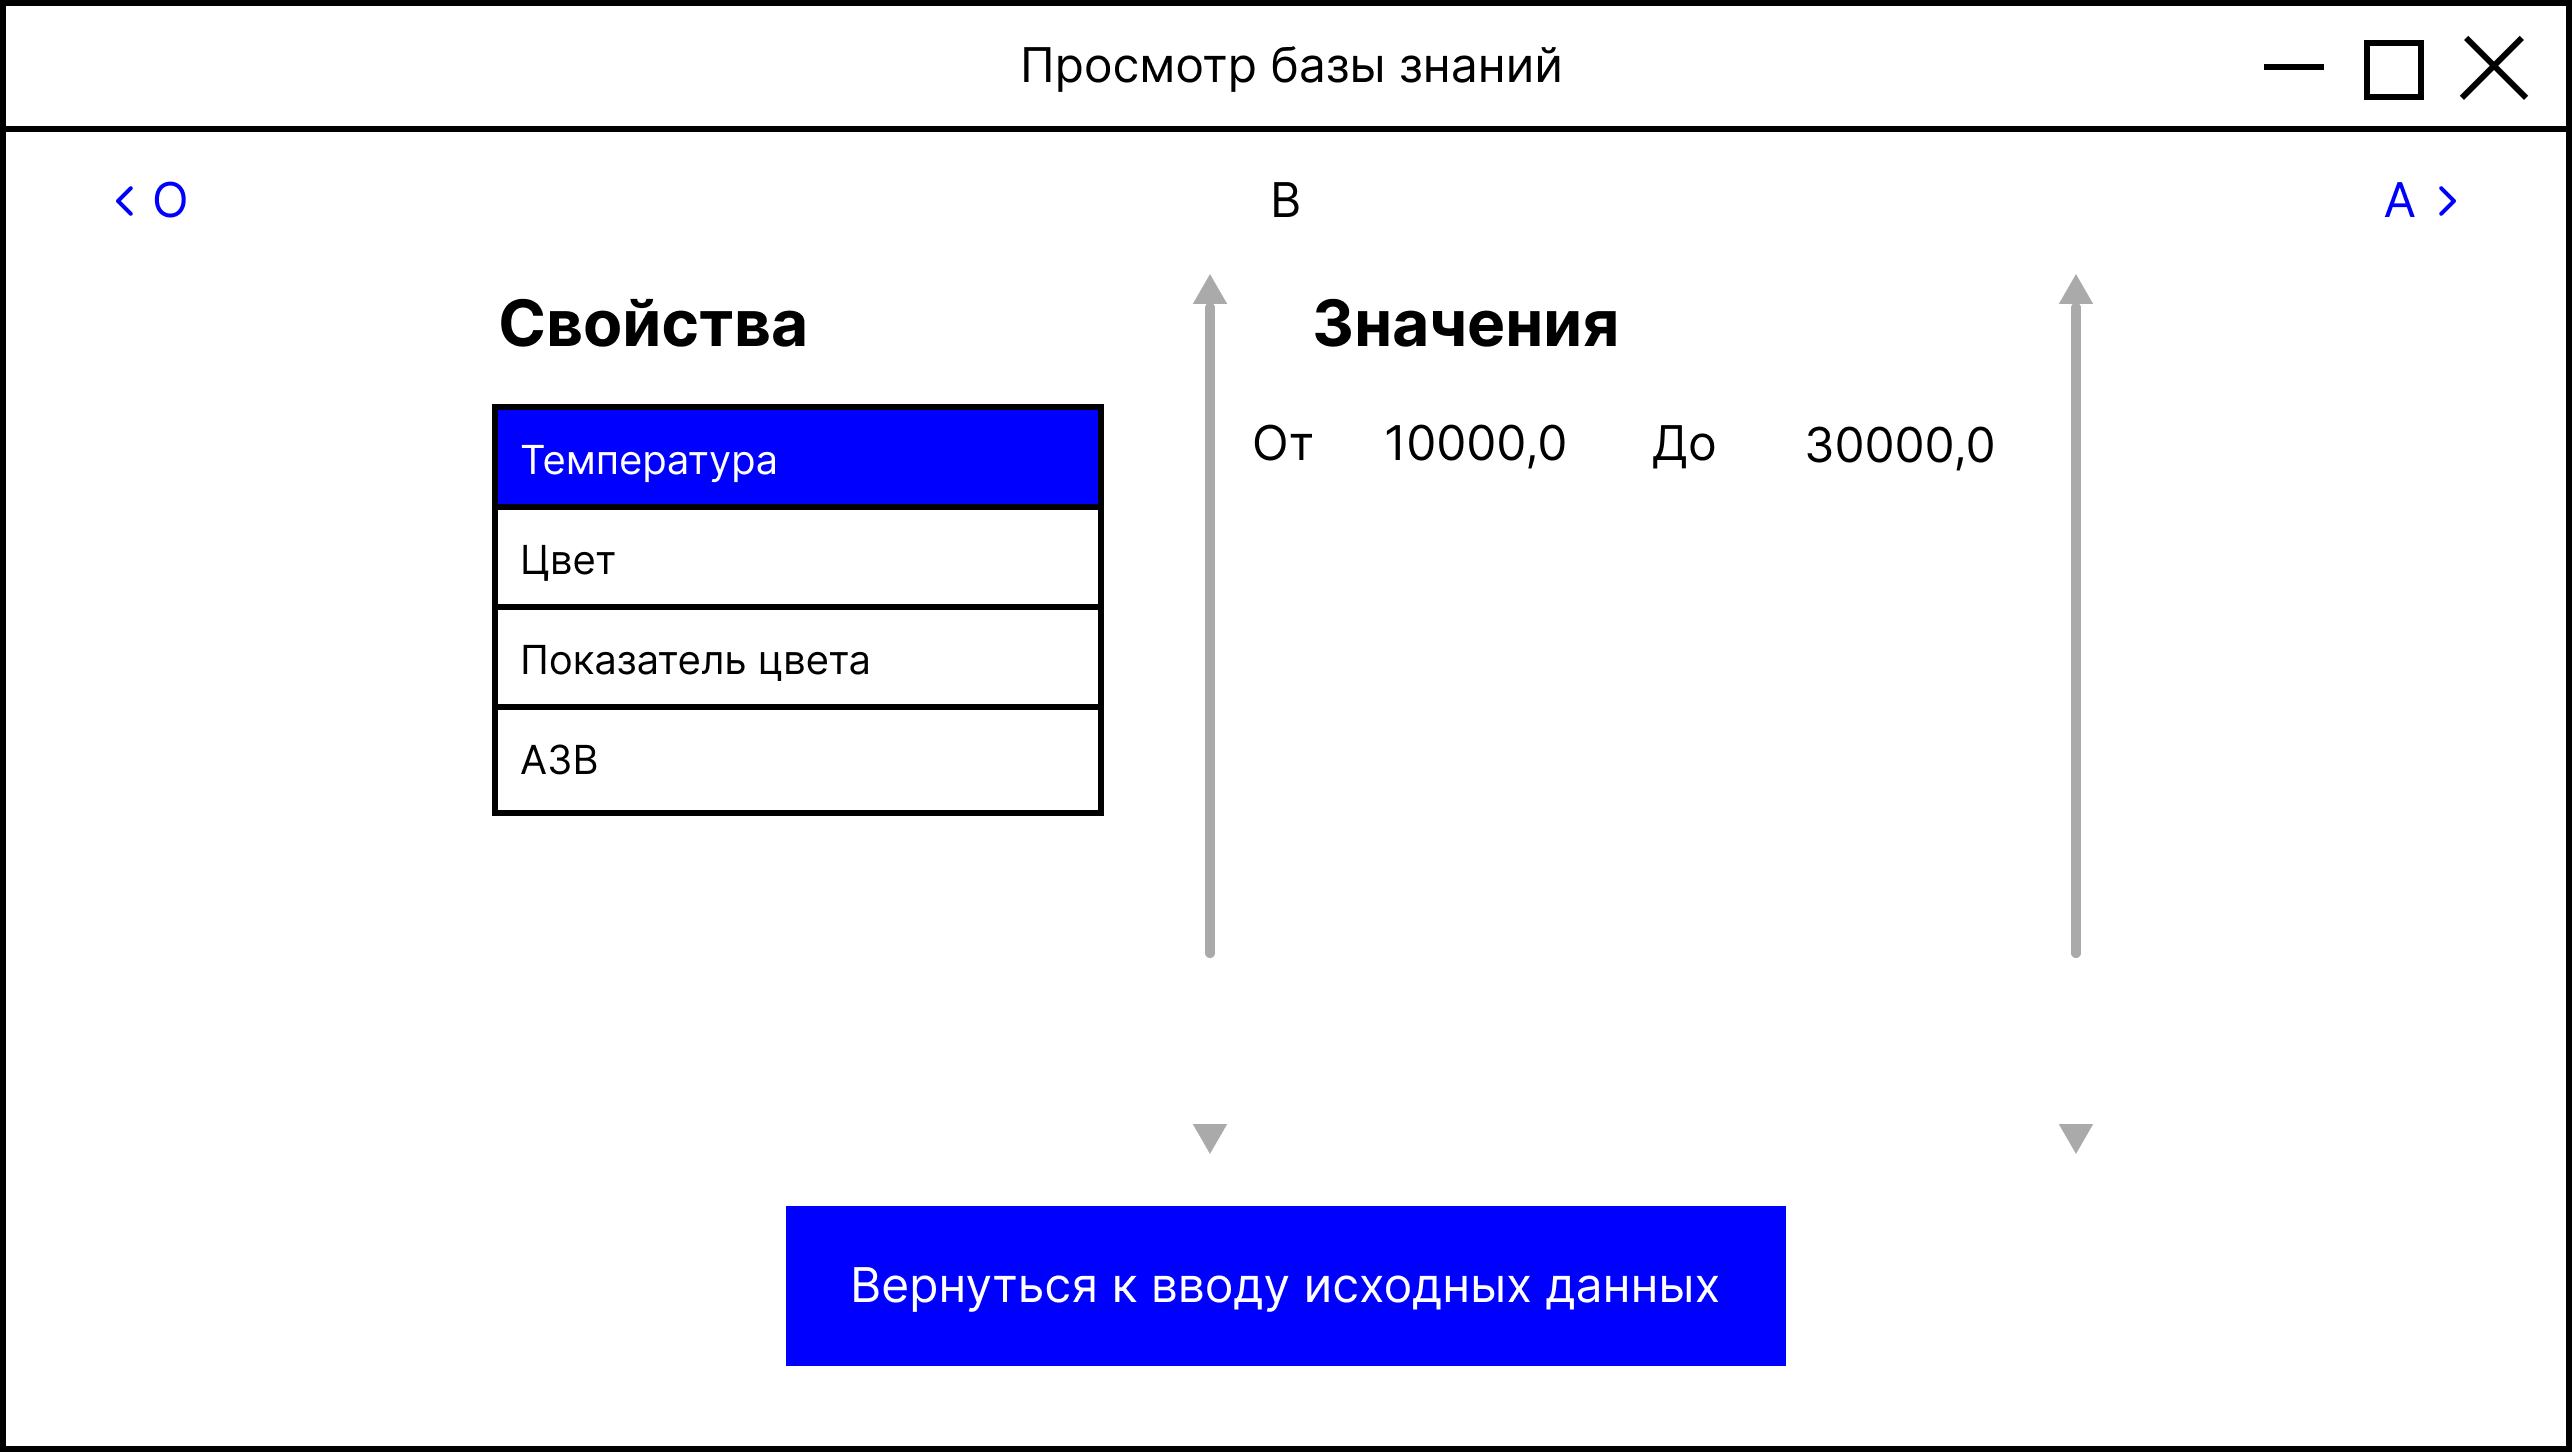 Просмотр базы знаний
O
B
A
Свойства
Значения
Температура
От 10000,0 До 30000,0
Цвет
Показатель цвета
АЗВ
Вернуться к вводу исходных данных